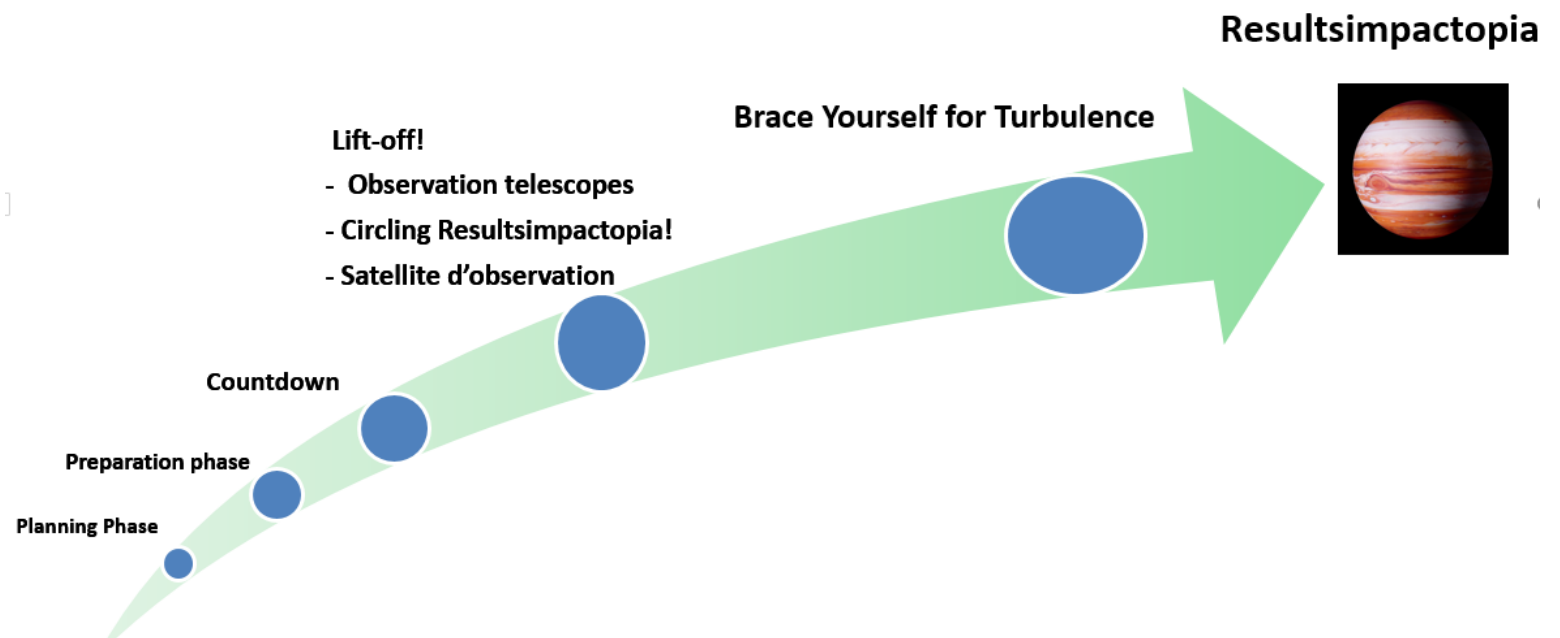 Resultsimpactopia
Brace Yourself for Turbulence
Lift-off!
- Observation telescopes
- Circling Resultsimpactopia!
- Satellite d’observation
Countdown
Preparation phase
Planning Phase